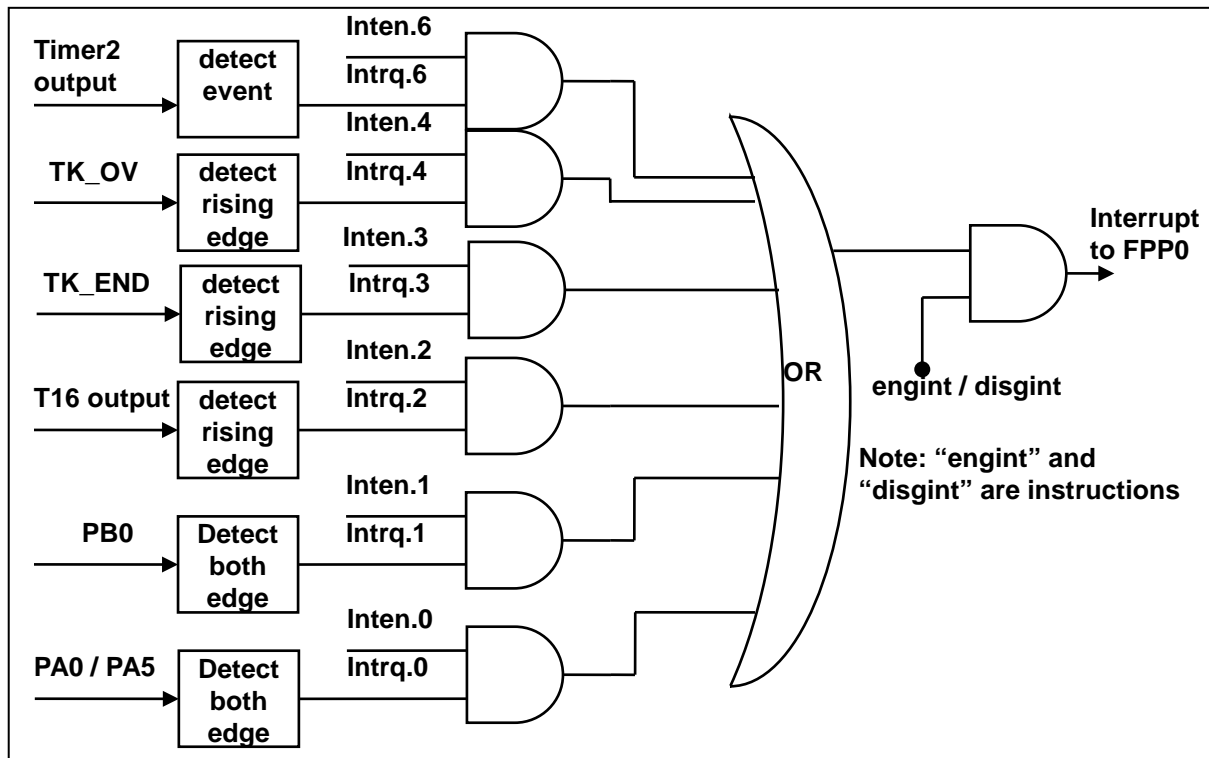 Timer2
output
detect
event
Inten.6
Intrq.6
TK_OV
detect
rising
edge
Inten.4
Intrq.4
TK_END
detect
rising
edge
Inten.3
Intrq.3
T16 output
detect
rising
edge
Inten.2
Intrq.2
PB0
Detect
both
edge
Inten.1
Intrq.1
PA0 / PA5
Detect
both
edge
Inten.0
Intrq.0
OR
Interrupt
to FPP0
engint / disgint
Note: “engint” and
“disgint” are instructions